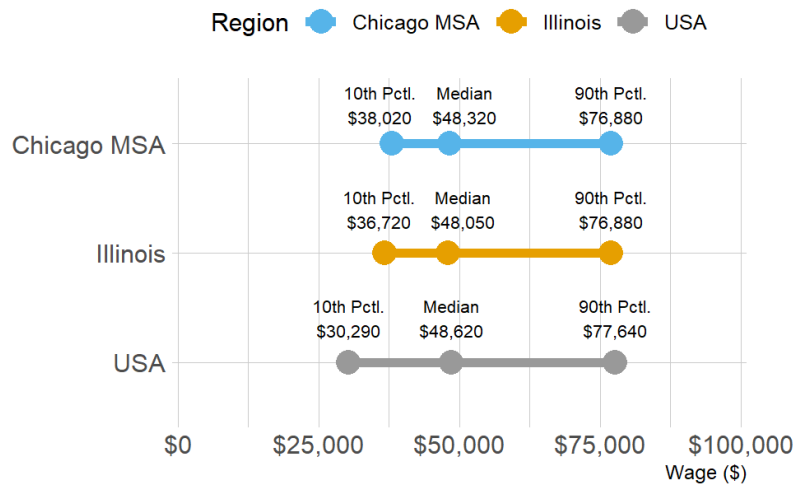 Region Chicago MSA Illinois USA
10th Pctl. Median 90th Pctl.
$38,020 $48,320 $76,880
Chicago MSA
10th Pctl. Median 90th Pctl.
$36,720 $48,050 $76,880
Illinois
10th Pctl. Median 90th Pctl.
$30,290 $48,620 $77,640
USA
$0 $25,000 $50,000 $75,000 $100,000
Wage ($)